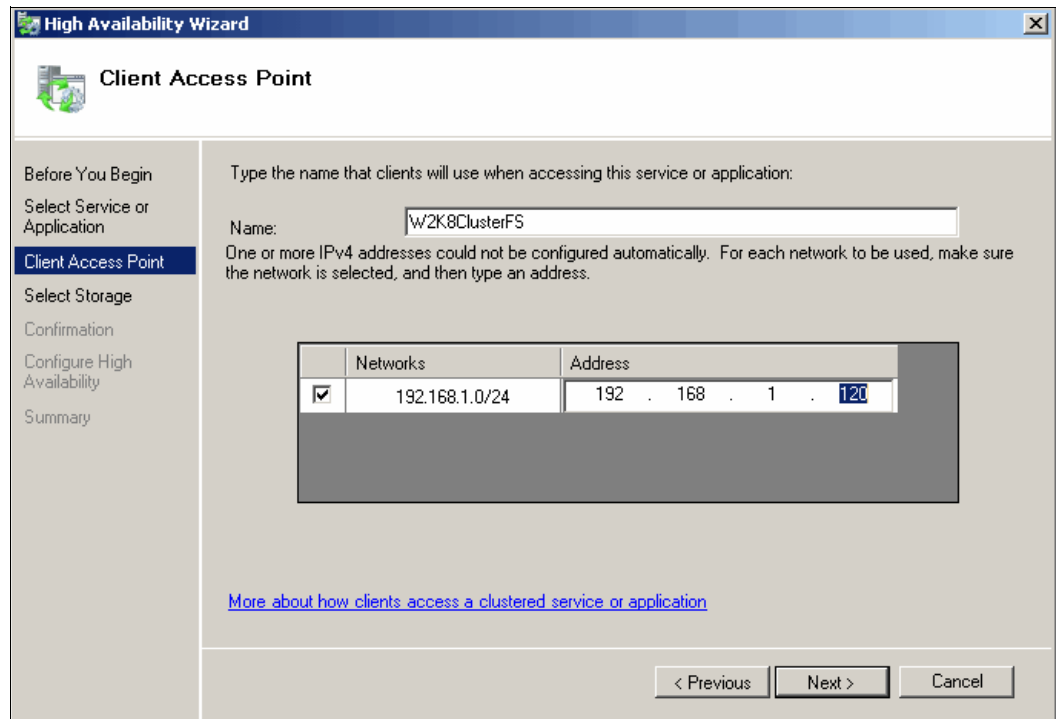 High Availability Wizard
Client Access Point
Before You Begin
Select Service or
Application
Client Access Point
Select Storage
Confirmation
Configure High
Availability
Summary
Type the name that clients will use when accessing this service or application:
Name:
W2K8ClusterFS
One or more IPv4 addresses could not be configured automatically. For each network to be used, make sure
the network is selected, and then type an address.
Networks
Address
192.168.1.0/24
192 . 168 . 1 . 120
More about how clients access a clustered service or application
< Previous
Next >
Cancel